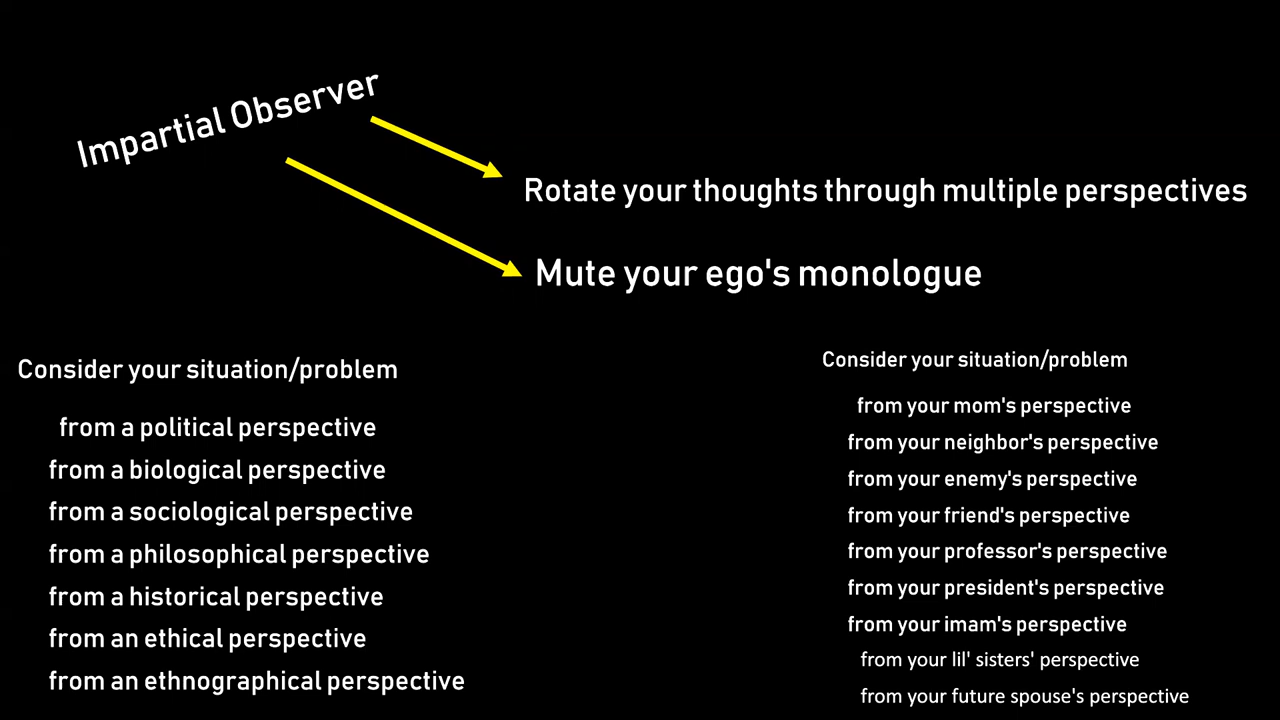 Impartial Observer
Rotate your thoughts through multiple perspectives
Mute your ego's monologue
Consider your situation/problem
from a political perspective
from a biological perspective
from a sociological perspective
from a philosophical perspective
from a historical perspective
from an ethical perspective
from an ethnographical perspective
Consider your situation/problem
from your mom's perspective
from your neighbor's perspective
from your enemy's perspective
from your friend's perspective
from your professor's perspective
from your president's perspective
from your imam's perspective
from your lil' sisters' perspective
from your future spouse's perspective